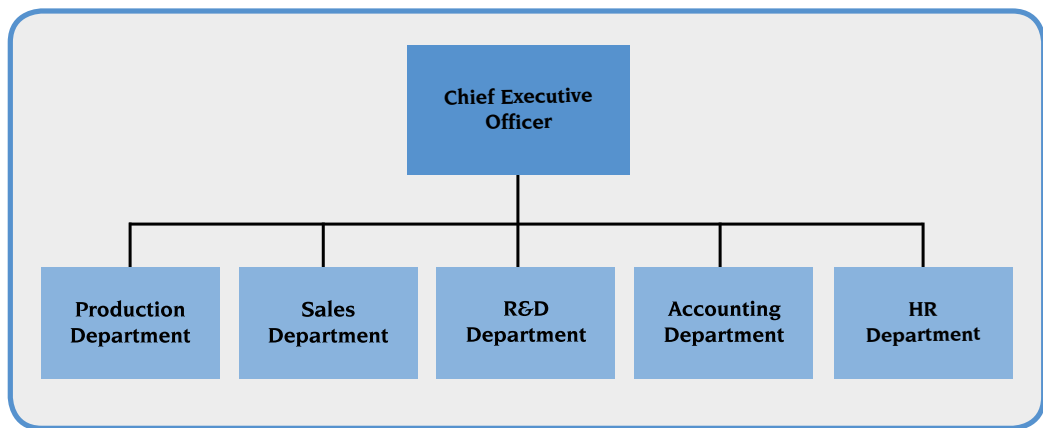 Chief Executive
Officer
Production
Department
Sales
Department
R&D
Department
Accounting
Department
HR
Department